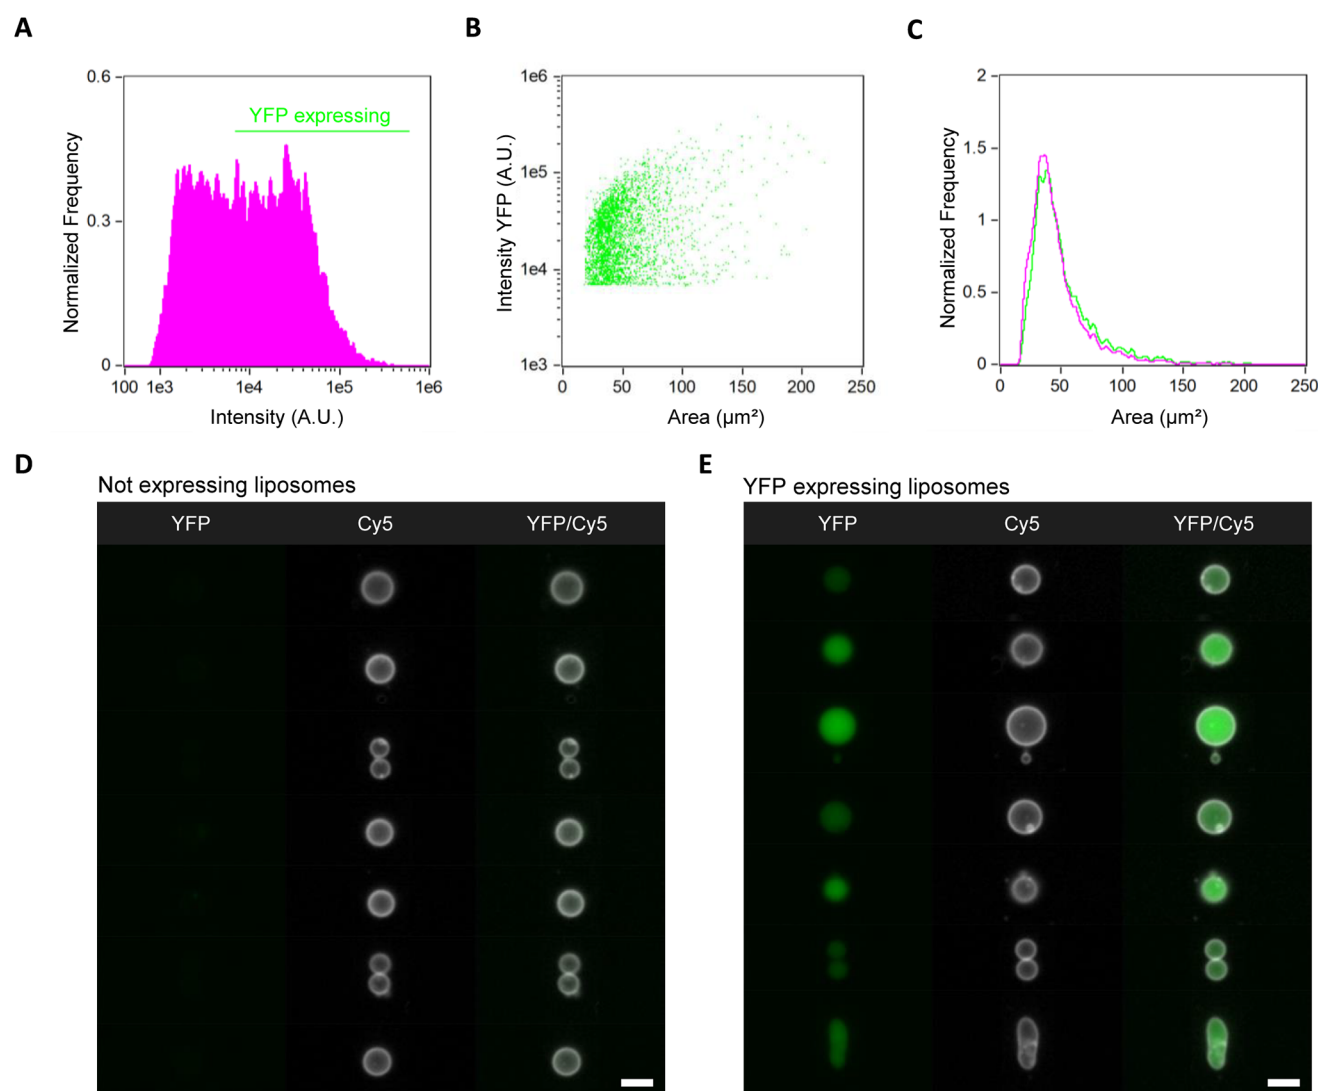 A
B
C
0.6
0.3
0
Normalized Frequency
YFP expressing
100 1e3 1e4 1e5 1e6
Intensity (A.U.)
1e6
1e5
1e4
1e3
Intensity YFP (A.U.)
0 50 100 150 200 250
Area (µm²)
2
1.5
1
0.5
0
Normalized Frequency
0 50 100 150 200 250
Area (µm²)
D
Not expressing liposomes
YFP Cy5 YFP/Cy5
E
YFP expressing liposomes
YFP Cy5 YFP/Cy5